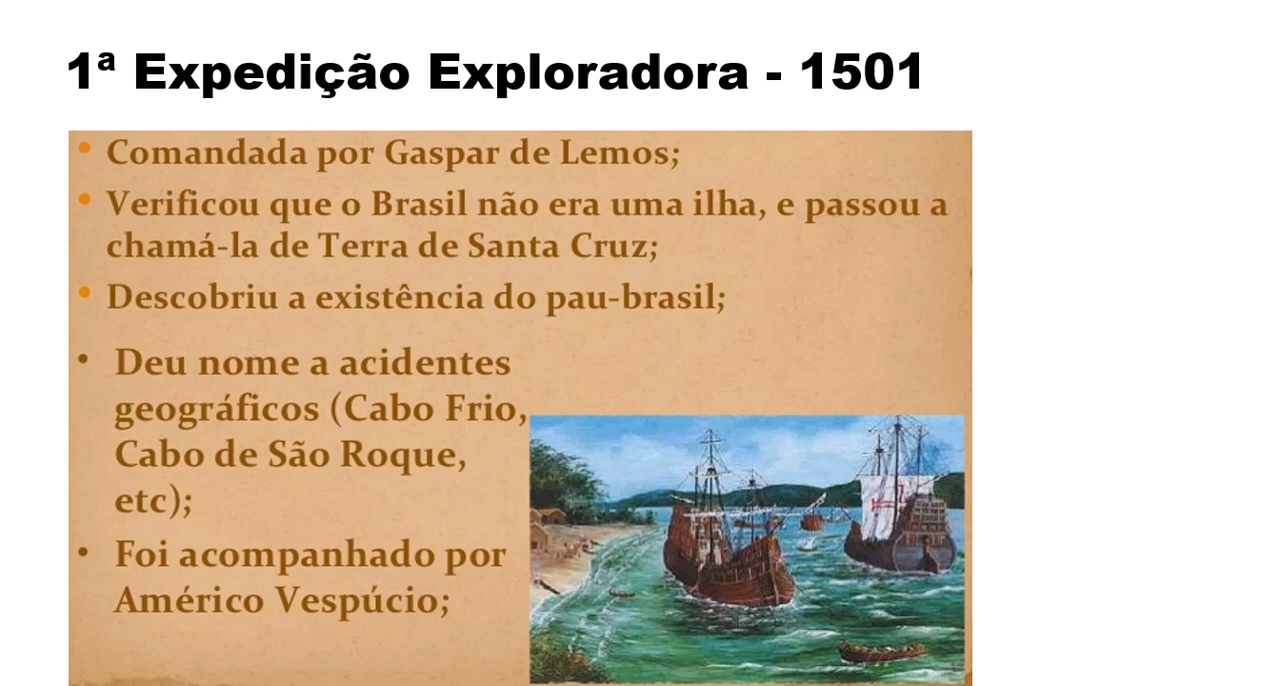 1ª Expedição Exploradora - 1501
• Comandada por Gaspar de Lemos;
• Verificou que o Brasil não era uma ilha, e passou a
chamá-la de Terra de Santa Cruz;
• Descobriu a existência do pau-brasil;
• Deu nome a acidentes
geográficos (Cabo Frio,
Cabo de São Roque,
etc);
• Foi acompanhado por
Américo Vespúcio;